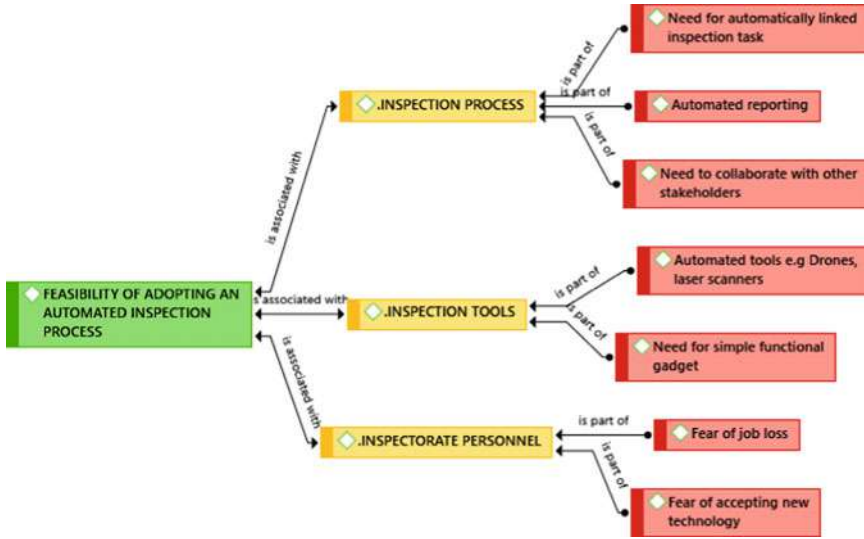 Need for automatically linked
inspection task
is part of
is part of
.INSPECTION PROCESS
Automated reporting
is part of
Need to collaborate with other
stakeholders
is associated with
Automated tools e.g Drones,
laser scanners
is part of
FEASIBILITY OF ADOPTING AN
AUTOMATED INSPECTION
PROCESS
is associated with
.INSPECTION TOOLS
is part of
Need for simple functional
gadget
is associated with
.INSPECTORATE PERSONNEL
is part of
Fear of job loss
is part of
Fear of accepting new
technology